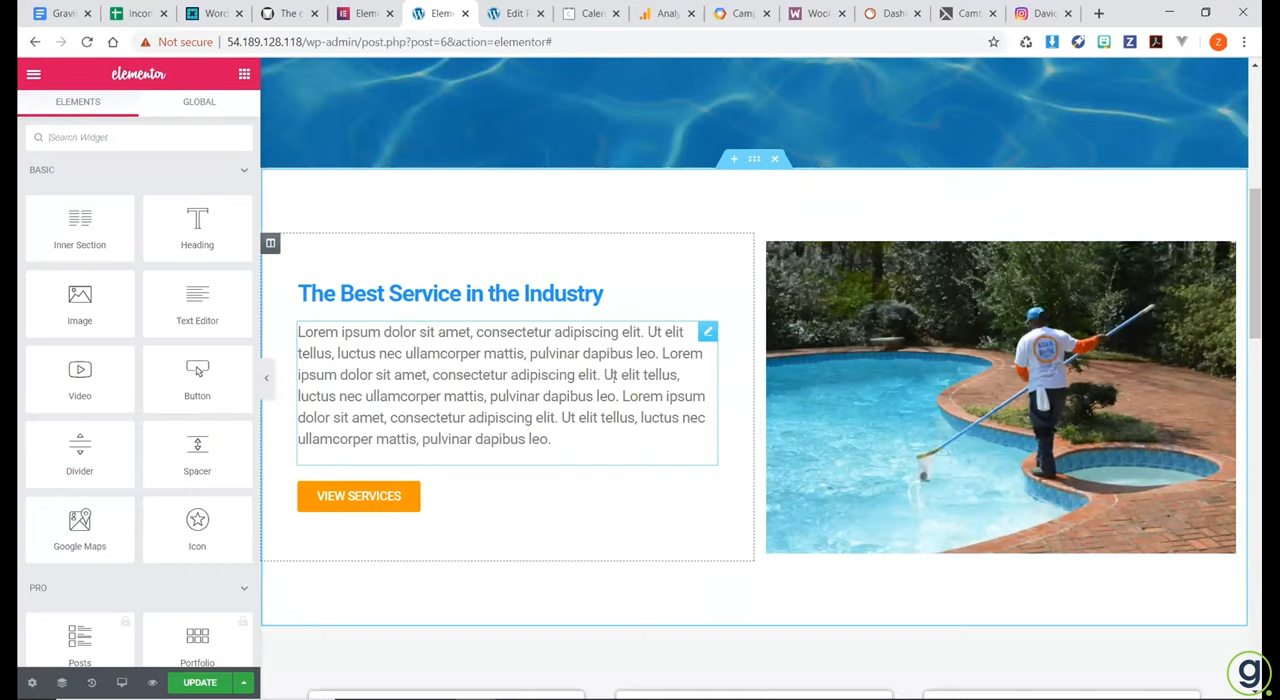 Gravi
Incon
Word
The c
Elem
Elem
Edit P
Calen
Analy
Camp
Woo
Dash
Camt
David
Not secure
54.189.128.118/wp-admin/post.php?post=6&action=elementor#
Z
Z
elementor
ELEMENTS
GLOBAL
Search Widget...
BASIC
Inner Section
Heading
Image
Text Editor
Video
Button
Divider
Spacer
Google Maps
Icon
PRO
Posts
Portfolio
UPDATE
The Best Service in the Industry
Lorem ipsum dolor sit amet, consectetur adipiscing elit. Ut elit
tellus, luctus nec ullamcorper mattis, pulvinar dapibus leo. Lorem
ipsum dolor sit amet, consectetur adipiscing elit. Ut elit tellus,
luctus nec ullamcorper mattis, pulvinar dapibus leo. Lorem ipsum
dolor sit amet, consectetur adipiscing elit. Ut elit tellus, luctus nec
ullamcorper mattis, pulvinar dapibus leo.
VIEW SERVICES
g